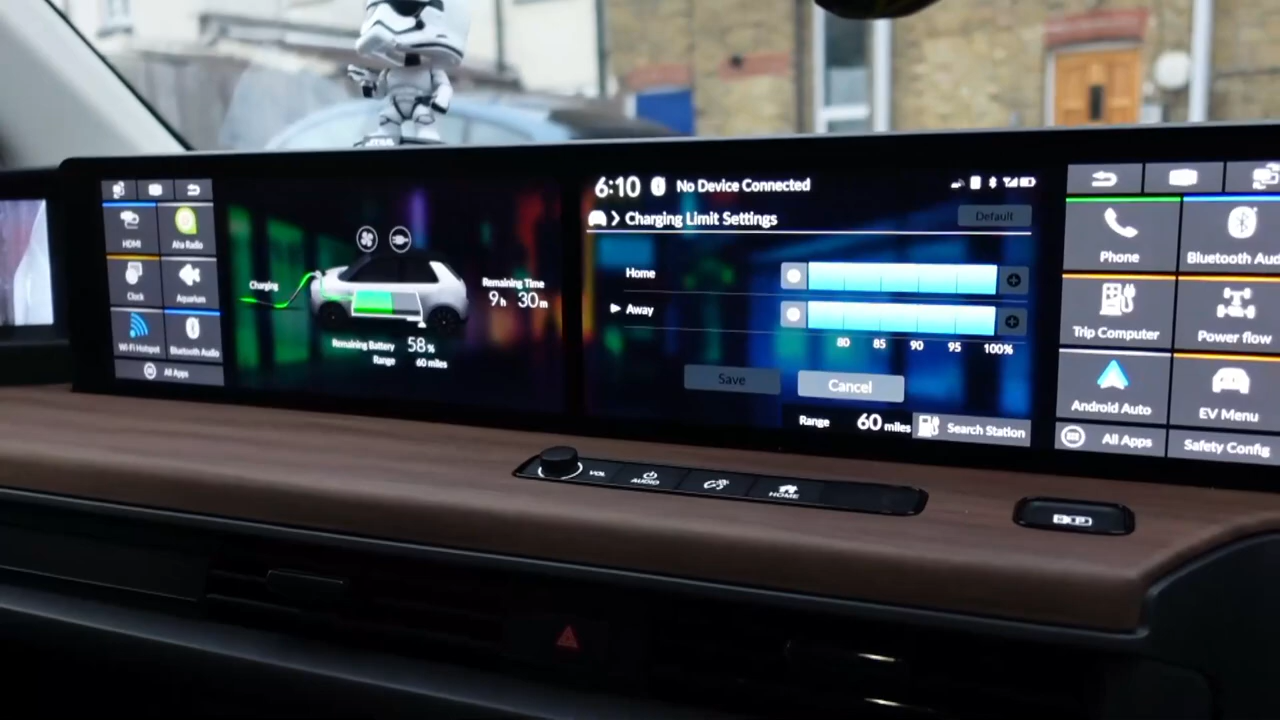 HDMI
Aha Radio
Clock
Aquarium
Wi-Fi Hotspot
Bluetooth Audio
All Apps
Charging
Remaining Time
9h 30m
Remaining Battery 58%
Range 60 miles
6:10 No Device Connected
Charging Limit Settings
Default
Home
Away
80 85 90 95 100%
Save
Cancel
Range 60 miles
Search Station
Phone
Bluetooth Aud
Trip Computer
Power flow
Android Auto
EV Menu
All Apps
Safety Config
VOL
AUDIO
HOME